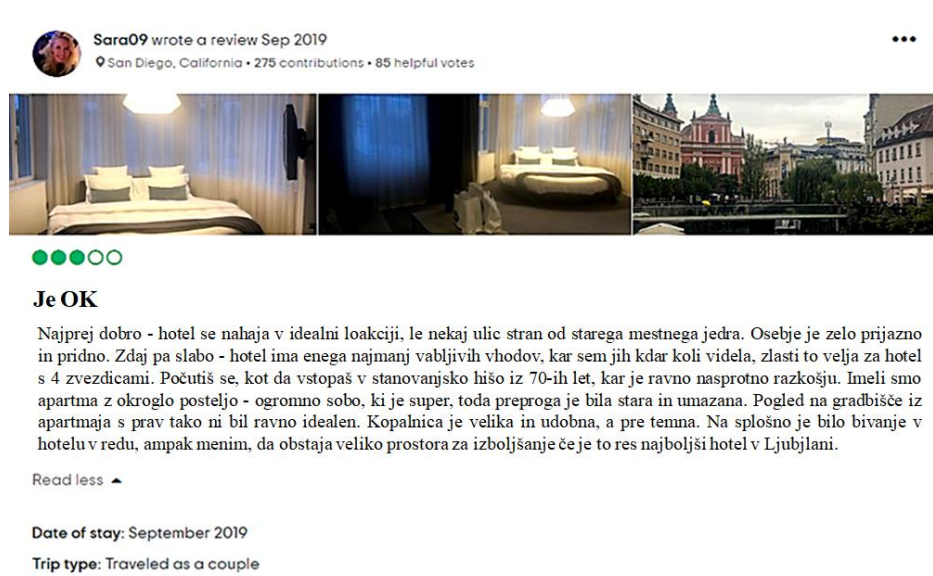 Sara09 wrote a review Sep 2019
San Diego, California • 275 contributions • 85 helpful votes
Je OK
Najprej dobro - hotel se nahaja v idealni loakciji, le nekaj ulic stran od starega mestnega jedra. Osebje je zelo prijazno
in pridno. Zdaj pa slabo - hotel ima enega najmanj vabljivih vhodov, kar sem jih kdar koli videla, zlasti to velja za hotel
s 4 zvezdicami. Počutiš se, kot da vstopaš v stanovanjsko hišo iz 70-ih let, kar je ravno nasprotno razkošju. Imeli smo
apartma z okroglo posteljo - ogromno sobo, ki je super, toda preproga je bila stara in umazana. Pogled na gradbišče iz
apartmaja s prav tako ni bil ravno idealen. Kopalnica je velika in udobna, a pre temna. Na splošno je bilo bivanje v
hotelu v redu, ampak menim, da obstaja veliko prostora za izboljšanje če je to res najboljši hotel v Ljubjlani.
Read less
Date of stay: September 2019
Trip type: Traveled as a couple